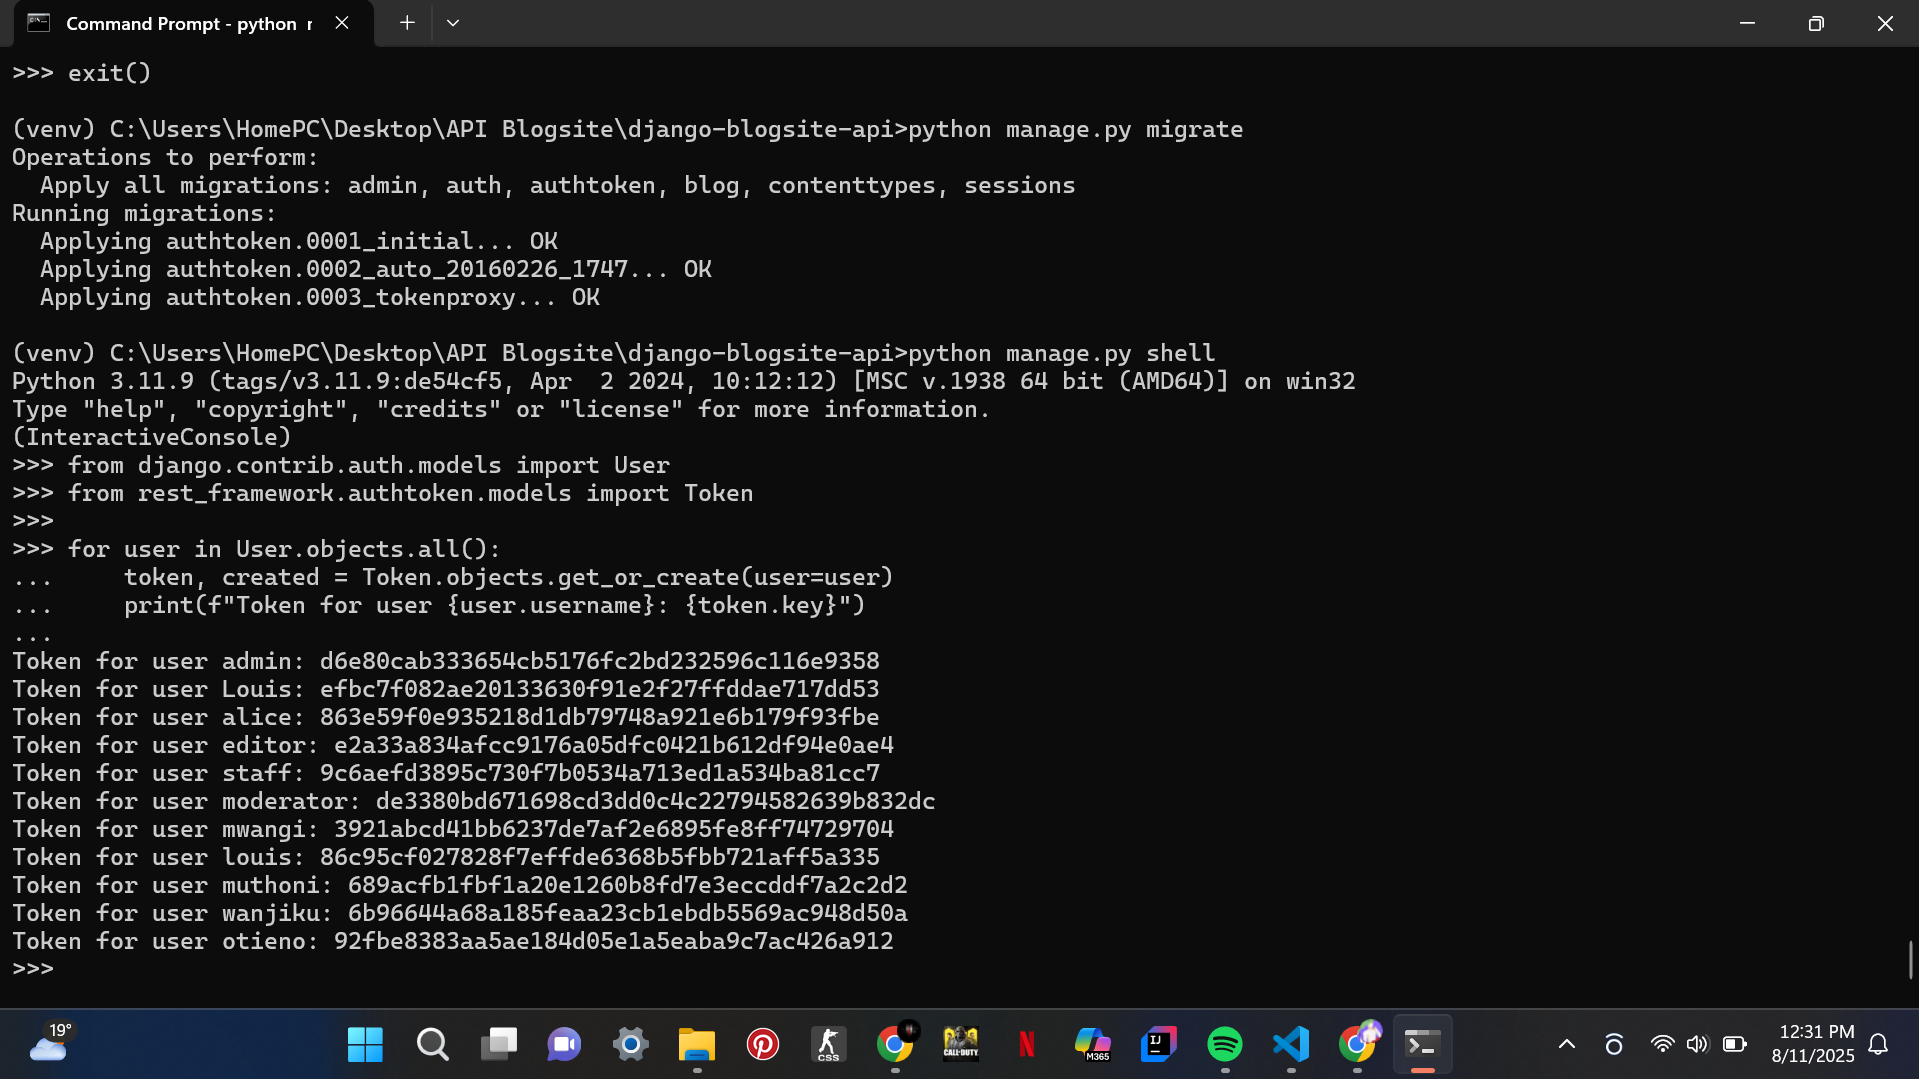 Command Prompt - python r
>>> exit()
(venv) C:\Users\HomePC\Desktop\API Blogsite\django-blogsite-api>python manage.py migrate
Operations to perform:
  Apply all migrations: admin, auth, authtoken, blog, contenttypes, sessions
Running migrations:
  Applying authtoken.0001_initial... OK
  Applying authtoken.0002_auto_20160226_1747... OK
  Applying authtoken.0003_tokenproxy... OK
(venv) C:\Users\HomePC\Desktop\API Blogsite\django-blogsite-api>python manage.py shell
Python 3.11.9 (tags/v3.11.9:de54cf5, Apr  2 2024, 10:12:12) [MSC v.1938 64 bit (AMD64)] on win32
Type "help", "copyright", "credits" or "license" for more information.
(InteractiveConsole)
>>> from django.contrib.auth.models import User
>>> from rest_framework.authtoken.models import Token
>>>
>>> for user in User.objects.all():
...     token, created = Token.objects.get_or_create(user=user)
...     print(f"Token for user {user.username}: {token.key}")
...
Token for user admin: d6e80cab333654cb5176fc2bd232596c116e9358
Token for user Louis: efbc7f082ae20133630f91e2f27ffddae717dd53
Token for user alice: 863e59f0e935218d1db79748a921e6b179f93fbe
Token for user editor: e2a33a834afcc9176a05dfc0421b612df94e0ae4
Token for user staff: 9c6aefd3895c730f7b0534a713ed1a534ba81cc7
Token for user moderator: de3380bd671698cd3dd0c4c22794582639b832dc
Token for user mwangi: 3921abcd41bb6237de7af2e6895fe8ff74729704
Token for user louis: 86c95cf027828f7effde6368b5fbb721aff5a335
Token for user muthoni: 689acfb1fbf1a20e1260b8fd7e3eccddf7a2c2d2
Token for user wanjiku: 6b96644a68a185feaa23cb1ebdb5569ac948d50a
Token for user otieno: 92fbe8383aa5ae184d05e1a5eaba9c7ac426a912
>>>
19°
CSS
CALL·DUTY
N
M365
IJ
12:31 PM
8/11/2025